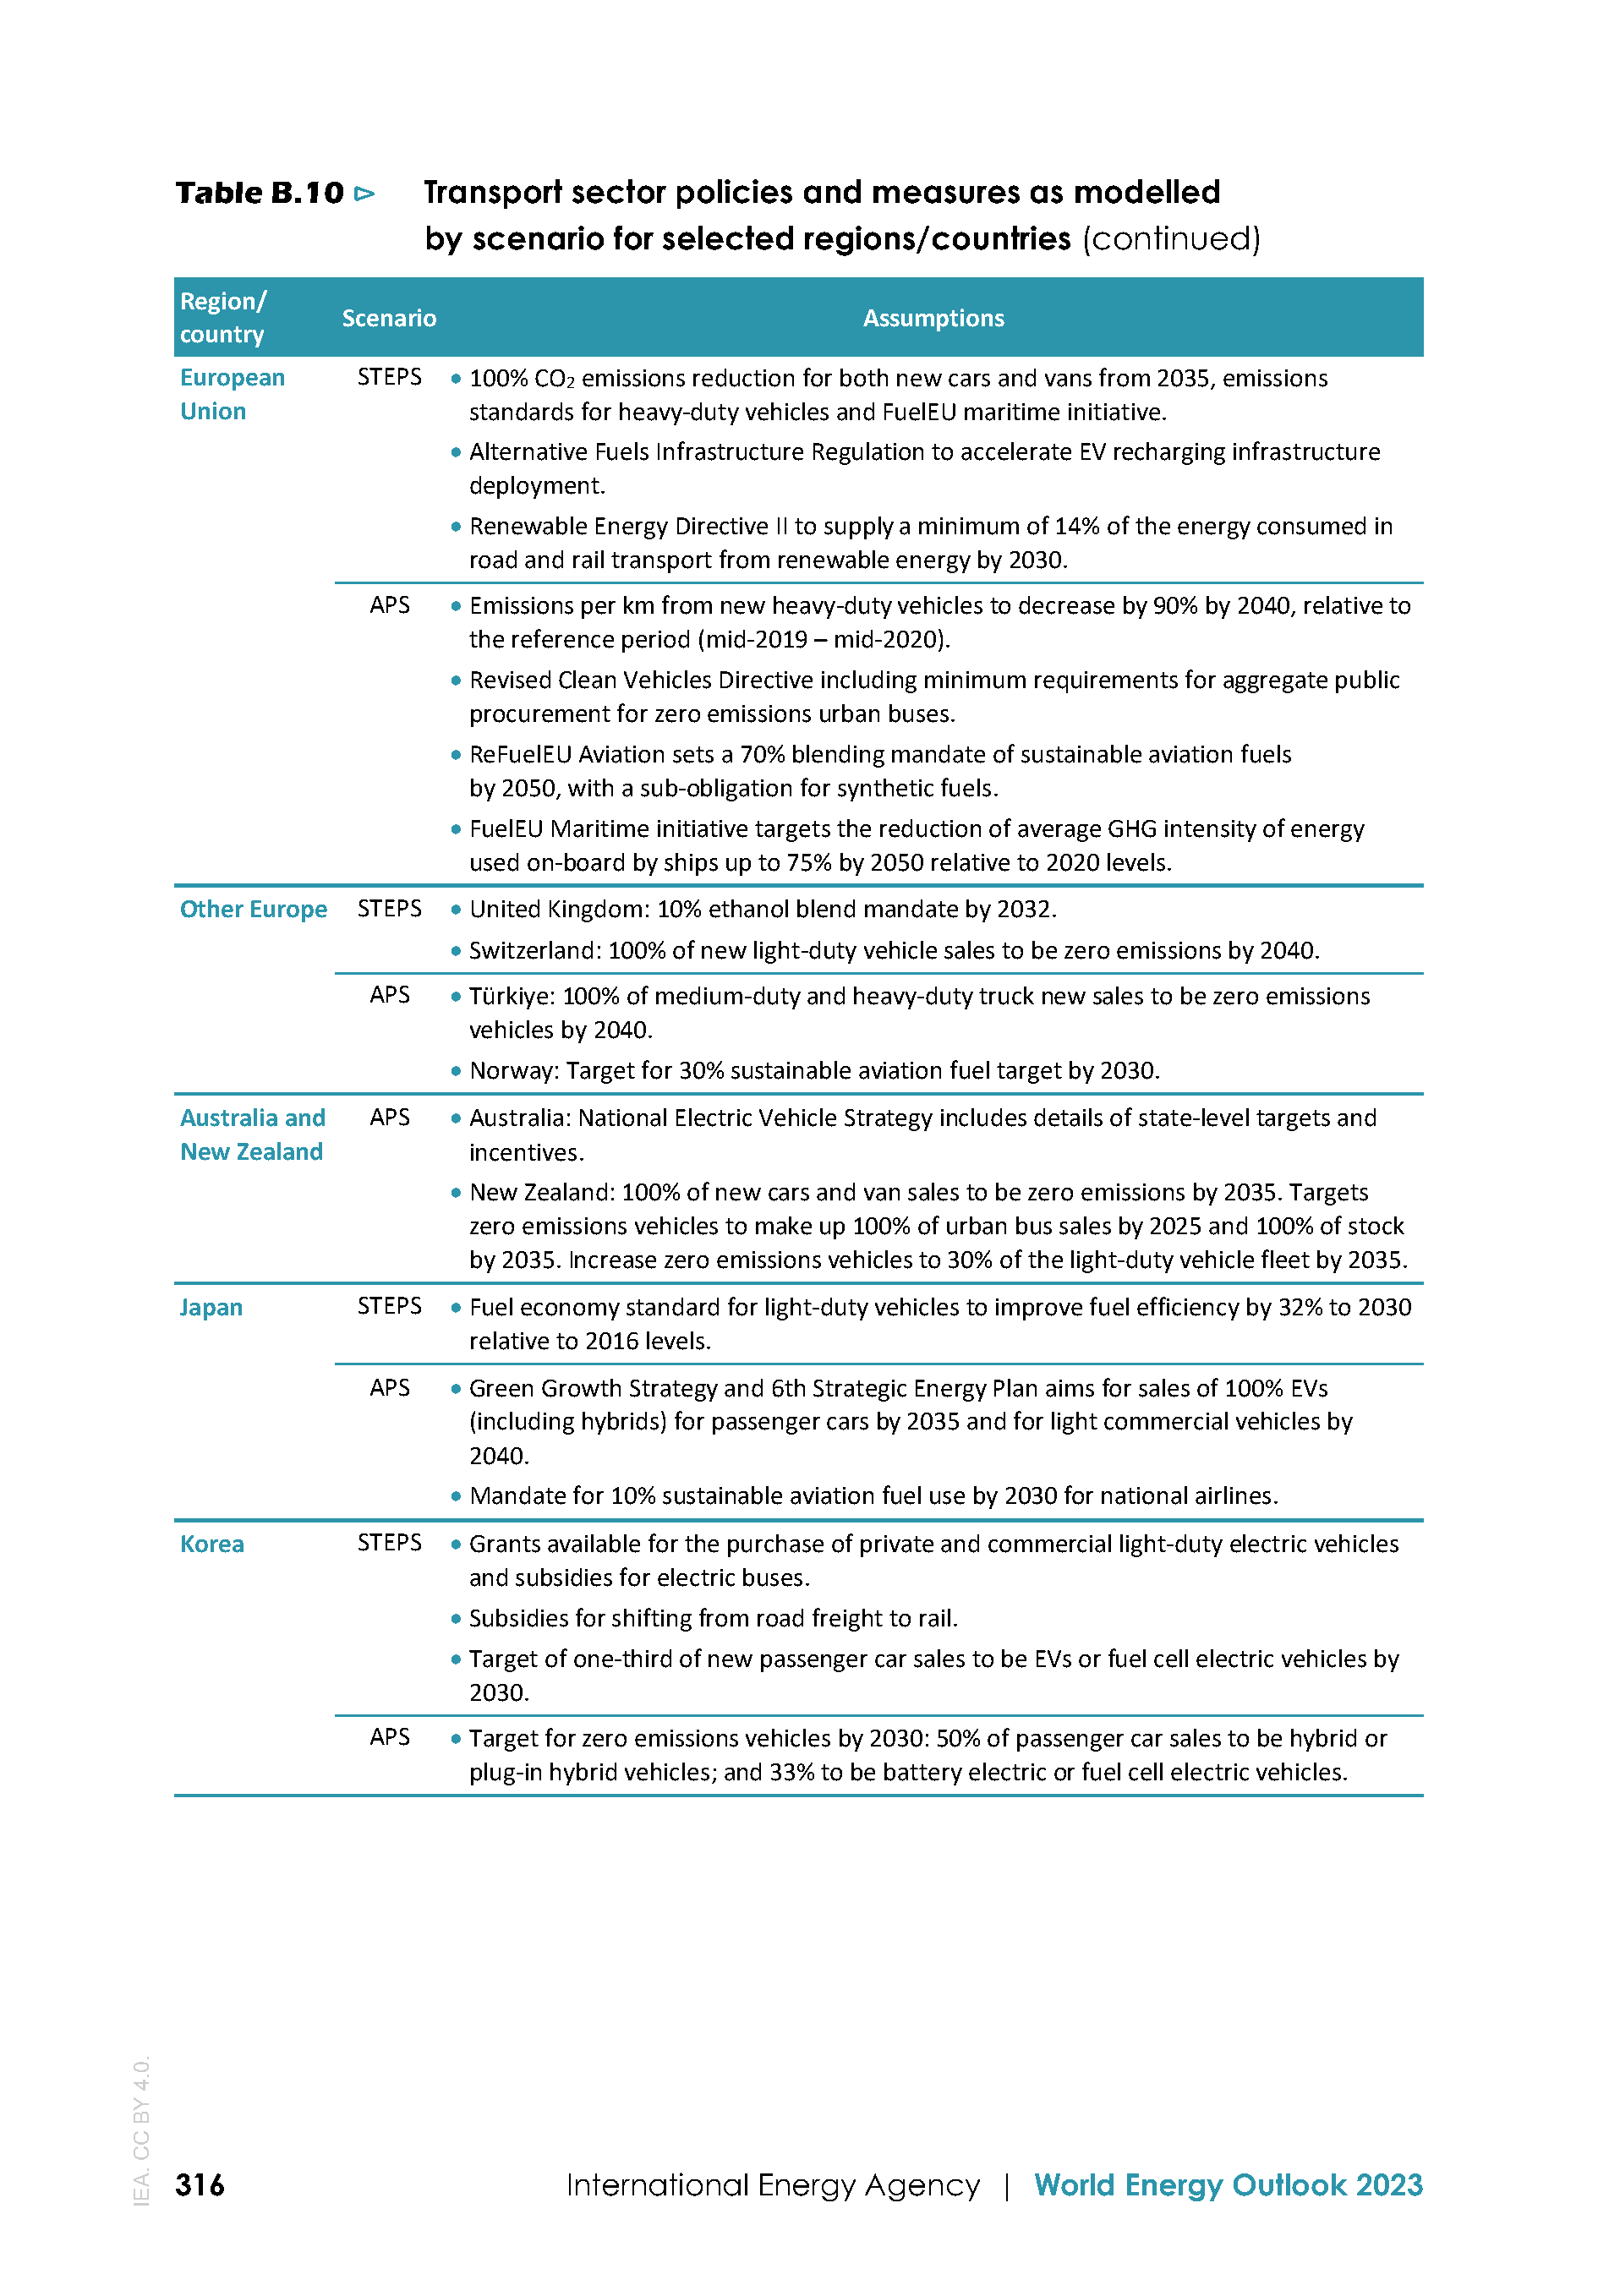 Table B.10 ⊳ Transport sector policies and measures as modelled
by scenario for selected regions/countries (continued)
Region/
country
Scenario
Assumptions
European
Union
STEPS
• 100% CO₂ emissions reduction for both new cars and vans from 2035, emissions
standards for heavy-duty vehicles and FuelEU maritime initiative.
• Alternative Fuels Infrastructure Regulation to accelerate EV recharging infrastructure
deployment.
• Renewable Energy Directive II to supply a minimum of 14% of the energy consumed in
road and rail transport from renewable energy by 2030.
APS
• Emissions per km from new heavy-duty vehicles to decrease by 90% by 2040, relative to
the reference period (mid-2019 – mid-2020).
• Revised Clean Vehicles Directive including minimum requirements for aggregate public
procurement for zero emissions urban buses.
• ReFuelEU Aviation sets a 70% blending mandate of sustainable aviation fuels
by 2050, with a sub-obligation for synthetic fuels.
• FuelEU Maritime initiative targets the reduction of average GHG intensity of energy
used on-board by ships up to 75% by 2050 relative to 2020 levels.
Other Europe
STEPS
• United Kingdom: 10% ethanol blend mandate by 2032.
• Switzerland: 100% of new light-duty vehicle sales to be zero emissions by 2040.
APS
• Türkiye: 100% of medium-duty and heavy-duty truck new sales to be zero emissions
vehicles by 2040.
• Norway: Target for 30% sustainable aviation fuel target by 2030.
Australia and
New Zealand
APS
• Australia: National Electric Vehicle Strategy includes details of state-level targets and
incentives.
• New Zealand: 100% of new cars and van sales to be zero emissions by 2035. Targets
zero emissions vehicles to make up 100% of urban bus sales by 2025 and 100% of stock
by 2035. Increase zero emissions vehicles to 30% of the light-duty vehicle fleet by 2035.
Japan
STEPS
• Fuel economy standard for light-duty vehicles to improve fuel efficiency by 32% to 2030
relative to 2016 levels.
APS
• Green Growth Strategy and 6th Strategic Energy Plan aims for sales of 100% EVs
(including hybrids) for passenger cars by 2035 and for light commercial vehicles by
2040.
• Mandate for 10% sustainable aviation fuel use by 2030 for national airlines.
Korea
STEPS
• Grants available for the purchase of private and commercial light-duty electric vehicles
and subsidies for electric buses.
• Subsidies for shifting from road freight to rail.
• Target of one-third of new passenger car sales to be EVs or fuel cell electric vehicles by
2030.
APS
• Target for zero emissions vehicles by 2030: 50% of passenger car sales to be hybrid or
plug-in hybrid vehicles; and 33% to be battery electric or fuel cell electric vehicles.
IEA. CC BY 4.0.
316
International Energy Agency | World Energy Outlook 2023